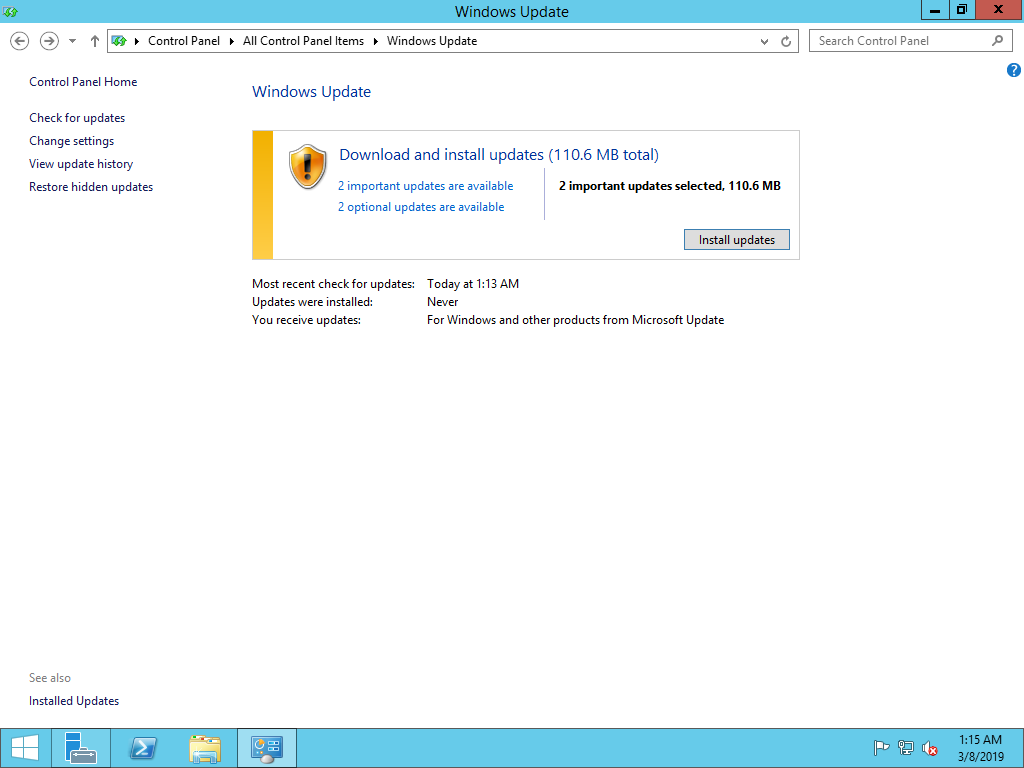 Windows Update
Control Panel All Control Panel Items Windows Update
Search Control Panel
Control Panel Home
Check for updates
Change settings
View update history
Restore hidden updates
Windows Update
Download and install updates (110.6 MB total)
2 important updates are available
2 optional updates are available
2 important updates selected, 110.6 MB
Install updates
Most recent check for updates: Today at 1:13 AM
Updates were installed: Never
You receive updates: For Windows and other products from Microsoft Update
See also
Installed Updates
1:15 AM
3/8/2019